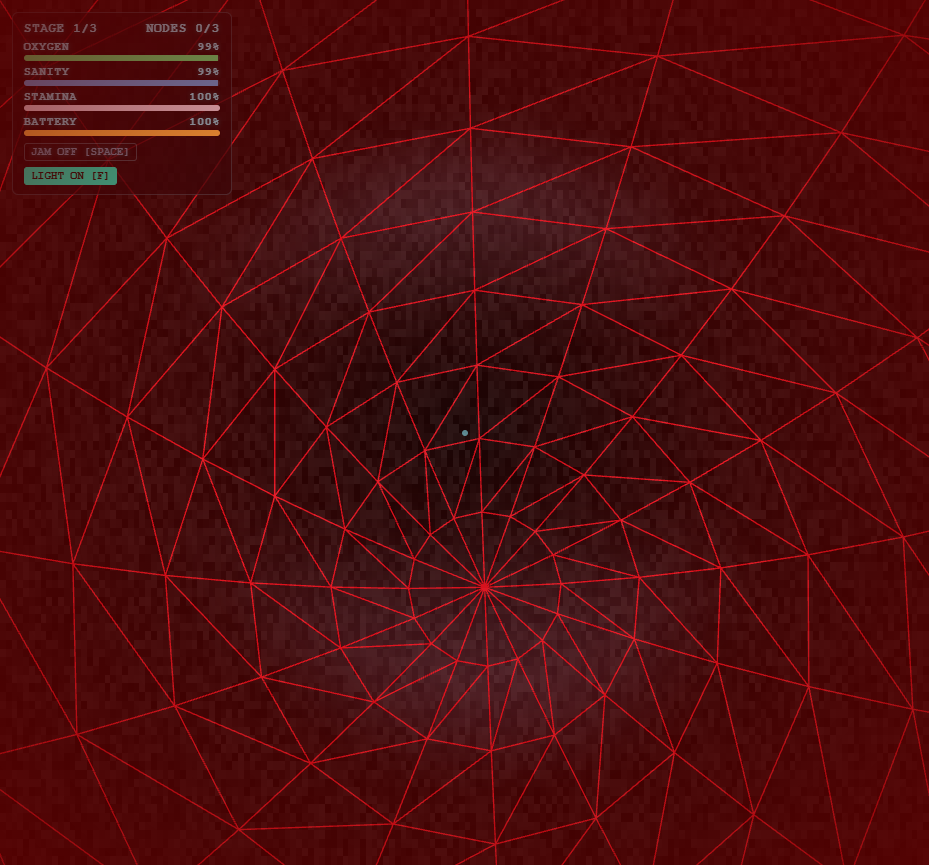 STAGE 1/3 NODES 0/3
OXYGEN 99%
SANITY 99%
STAMINA 100%
BATTERY 100%
JAM OFF [SPACE]
LIGHT ON [F]